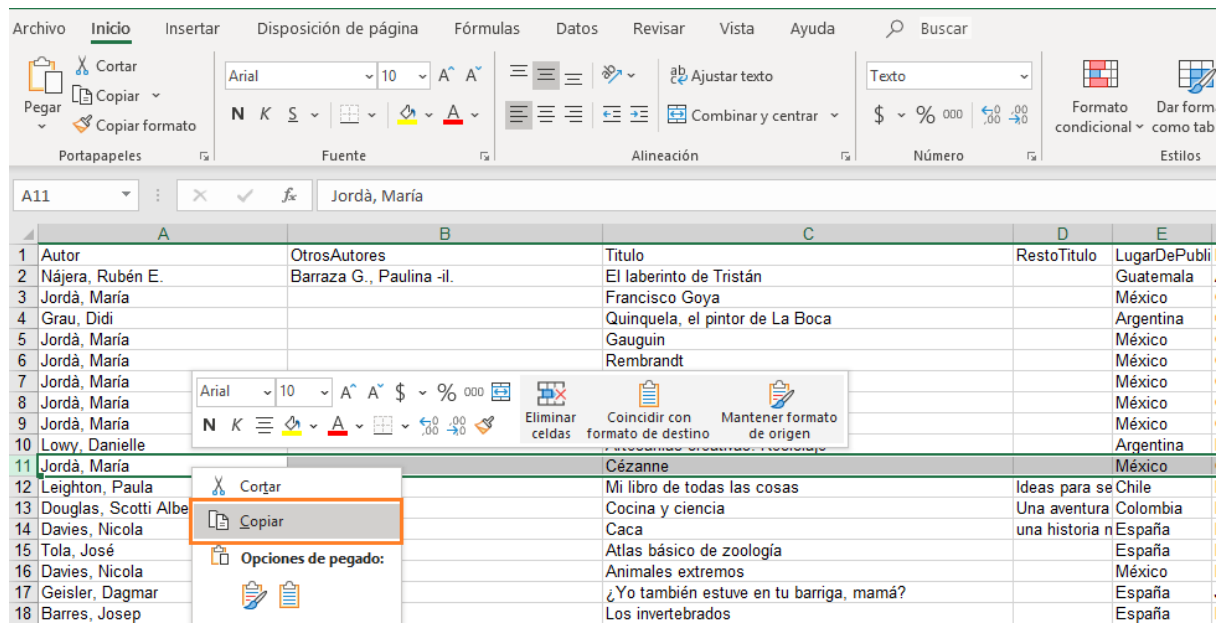 Archivo Inicio Insertar Disposición de página Fórmulas Datos Revisar Vista Ayuda Buscar
Pegar
Cortar
Copiar
Copiar formato
Portapapeles
Arial 10 A A
N K S A
Fuente
ab Ajustar texto
Combinar y centrar
Alineación
Texto
$ % 000
Número
Formato condicional
Dar form
como tab
Estilos
A11 fx Jordà, María
A B C D E
1 Autor OtrosAutores Titulo RestoTitulo LugarDePubli
2 Nájera, Rubén E. Barraza G., Paulina -il. El laberinto de Tristán Guatemala
3 Jordà, María Francisco Goya México
4 Grau, Didi Quinquela, el pintor de La Boca Argentina
5 Jordà, María Gauguin México
6 Jordà, María Rembrandt México
7 Jordà, María México
8 Jordà, María México
9 Jordà, María México
10 Lowy, Danielle Argentina
11 Jordà, María Cézanne México
12 Leighton, Paula Mi libro de todas las cosas Ideas para se Chile
13 Douglas, Scotti Albe Cocina y ciencia Una aventura Colombia
14 Davies, Nicola Caca una historia n España
15 Tola, José Atlas básico de zoología España
16 Davies, Nicola Animales extremos México
17 Geisler, Dagmar ¿Yo también estuve en tu barriga, mamá? España
18 Barres, Josep Los invertebrados España
Arial 10 A A $ % 000
N K A
Eliminar celdas
Coincidir con formato de destino
Mantener formato de origen
Cortar
Copiar
Opciones de pegado: